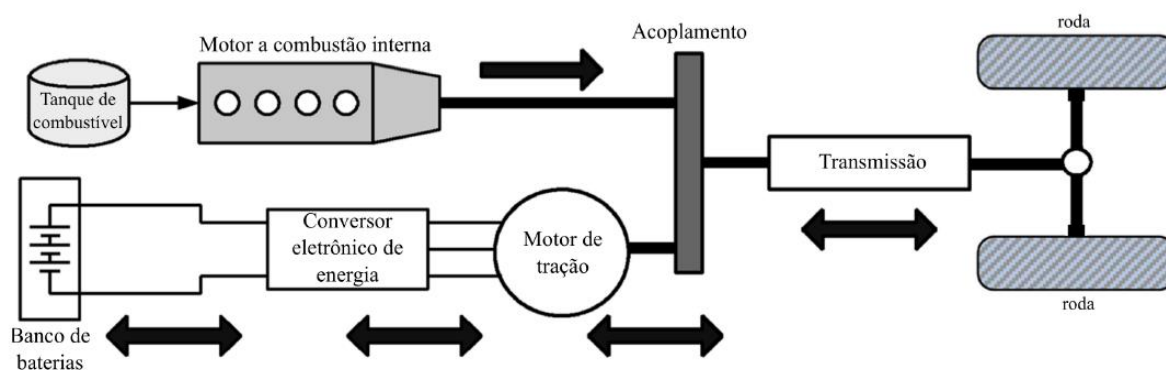 roda
Acoplamento
Motor a combustão interna
Tanque de
combustível
Transmissão
Conversor
eletrônico de
energia
Motor de
tração
roda
Banco de
baterias